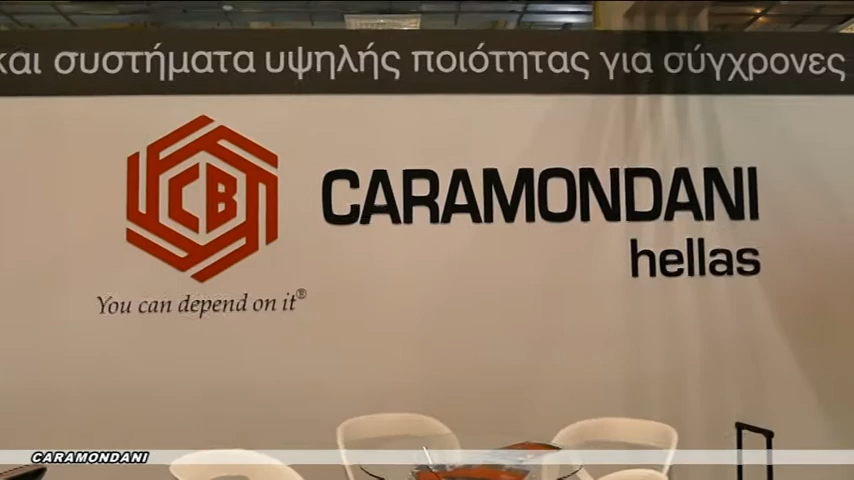 και συστήματα υψηλής ποιότητας για σύγχρονες
CB
CARAMONDANI
hellas
You can depend on it®
CARAMONDANI